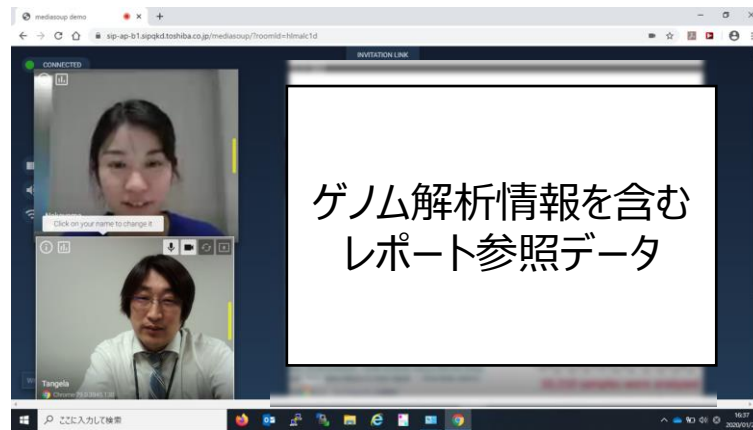 mediasoup demo
sip-ap-b1.sipqkd.toshiba.co.jp/mediasoup/?roomId=hlmalc1d
INVITATION LINK
CONNECTED
ゲノム解析情報を含む
レポート参照データ
Click on your name to change it
Tangela
ここに入力して検索
16:37